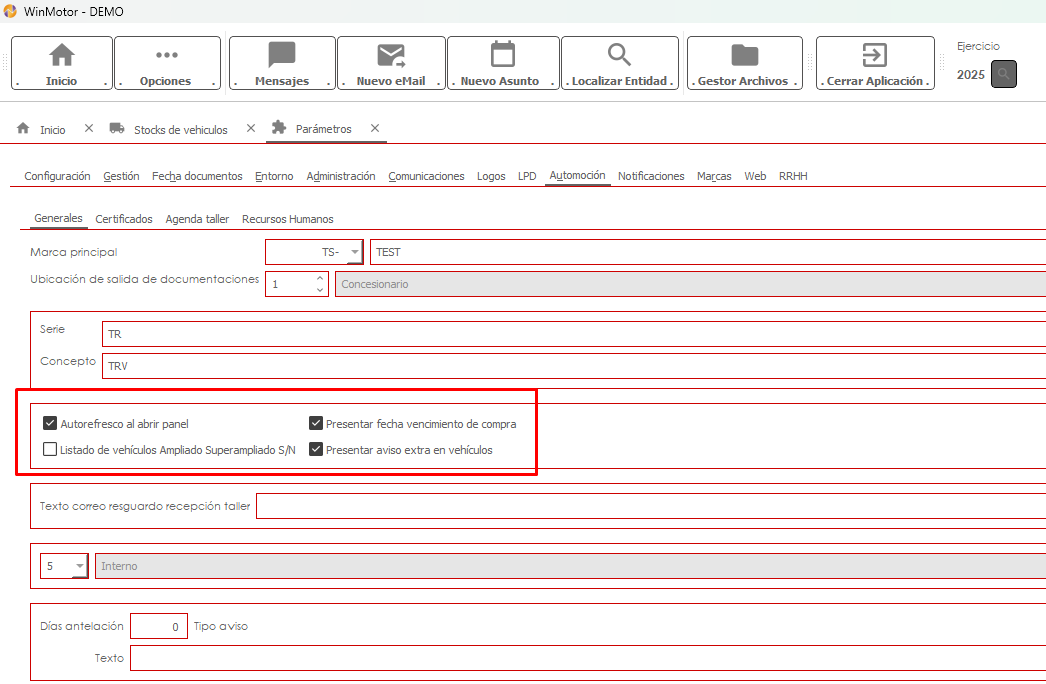 WinMotor - DEMO
Inicio
Opciones
Mensajes
Nuevo eMail
Nuevo Asunto
Localizar Entidad
Gestor Archivos
Cerrar Aplicación
Ejercicio
2025
Inicio
Stocks de vehiculos
Parámetros
Configuración Gestión Fecha documentos Entorno Administración Comunicaciones Logos LPD Automoción Notificaciones Marcas Web RRHH
Generales Certificados Agenda taller Recursos Humanos
Marca principal TS- TEST
Ubicación de salida de documentaciones 1 Concesionario
Serie TR
Concepto TRV
Autorefresco al abrir panel Presentar fecha vencimiento de compra
Listado de vehículos Ampliado Superampliado S/N Presentar aviso extra en vehículos
Texto correo resguardo recepción taller
5 Interno
Días antelación 0 Tipo aviso
Texto